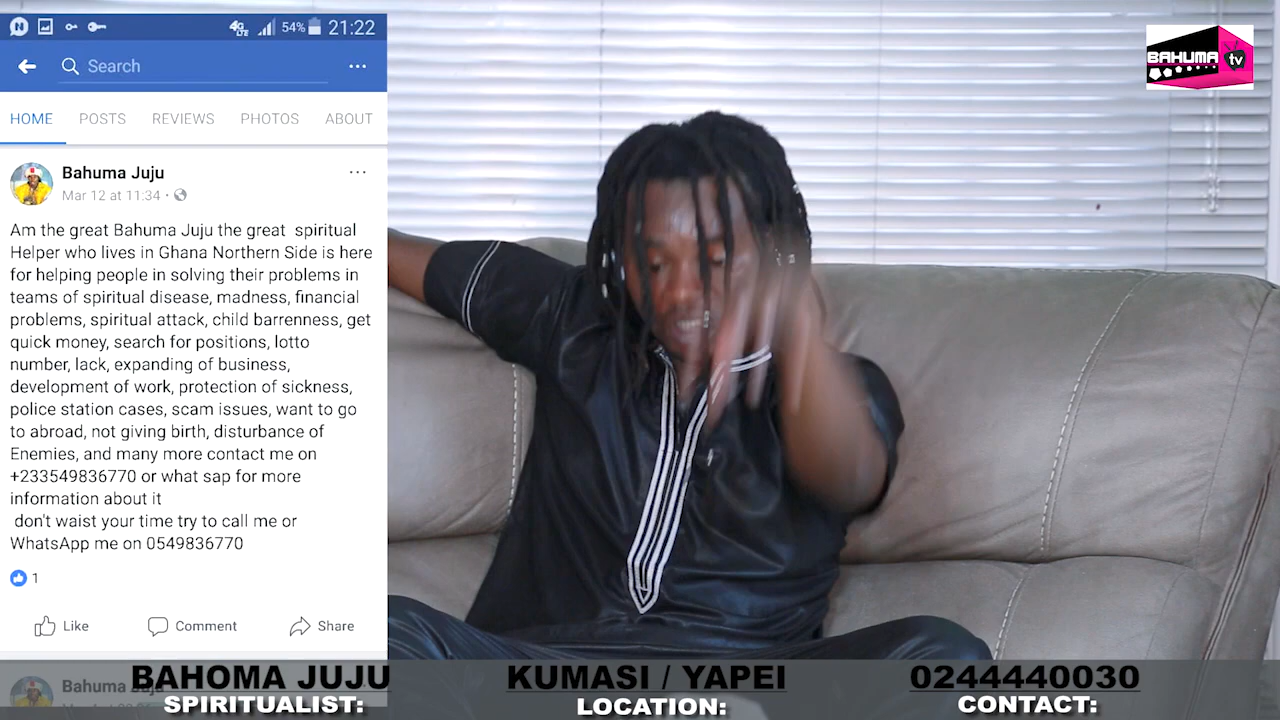 54% 21:22
Search
HOME POSTS REVIEWS PHOTOS ABOUT
Bahuma Juju
Mar 12 at 11:34
Am the great Bahuma Juju the great spiritual
Helper who lives in Ghana Northern Side is here
for helping people in solving their problems in
teams of spiritual disease, madness, financial
problems, spiritual attack, child barrenness, get
quick money, search for positions, lotto
number, lack, expanding of business,
development of work, protection of sickness,
police station cases, scam issues, want to go
to abroad, not giving birth, disturbance of
Enemies, and many more contact me on
+233549836770 or what sap for more
information about it
don't waist your time try to call me or
WhatsApp me on 0549836770
1
Like Comment Share
Bahuma Juju
BAHUMA tv
BAHOMA JUJU KUMASI / YAPEI 0244440030
SPIRITUALIST: LOCATION: CONTACT: